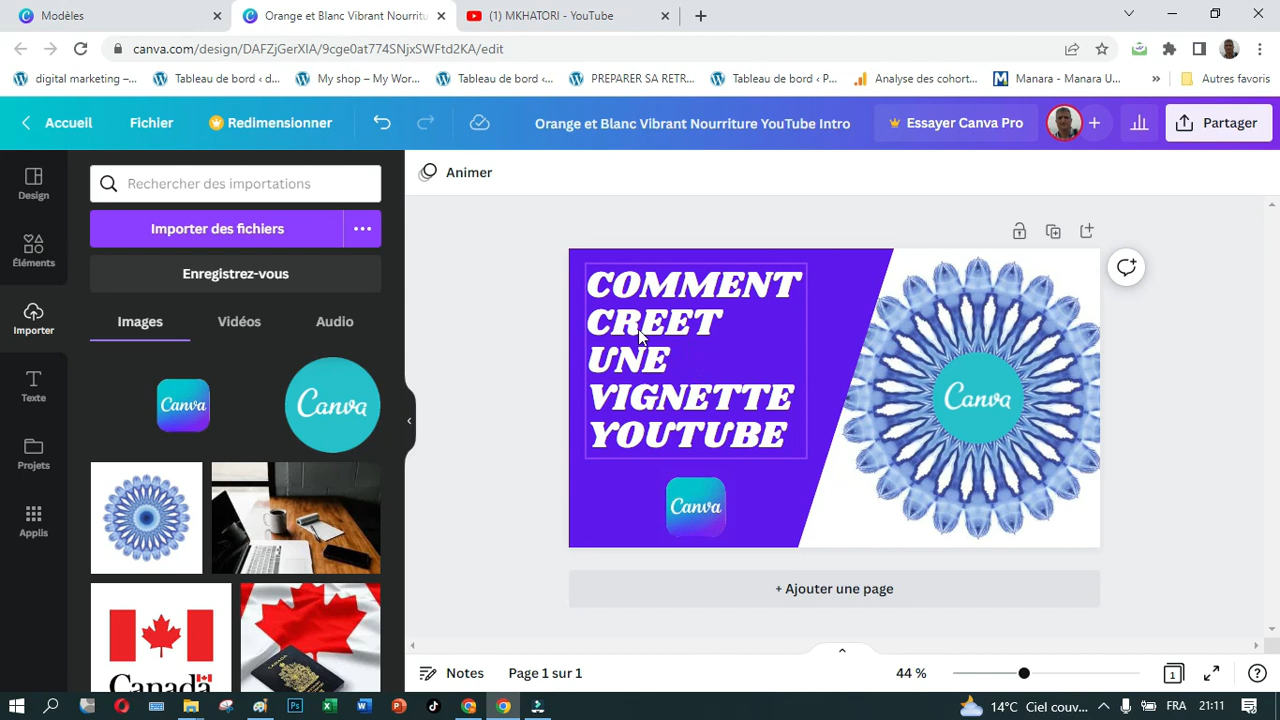 Modèles
Orange et Blanc Vibrant Nourritu
(1) MKHATORI - YouTube
canva.com/design/DAFZjGerXIA/9cge0at774SNjxSWFtd2KA/edit
digital marketing –...
Tableau de bord ‹ d...
My shop – My Wor...
Tableau de bord ‹...
PREPARER SA RETR...
Tableau de bord ‹ P...
Analyse des cohort...
Manara - Manara U...
»
Autres favoris
Accueil
Fichier
Redimensionner
Orange et Blanc Vibrant Nourriture YouTube Intro
Essayer Canva Pro
Partager
Design
Éléments
Importer
Texte
Projets
Applis
Rechercher des importations
Importer des fichiers
Enregistrez-vous
Images
Vidéos
Audio
Canva
Canva
Canada
Animer
COMMENT
CREET
UNE
VIGNETTE
YOUTUBE
Canva
Canva
+ Ajouter une page
Notes
Page 1 sur 1
44 %
1
14°C
Ciel couv...
FRA
21:11